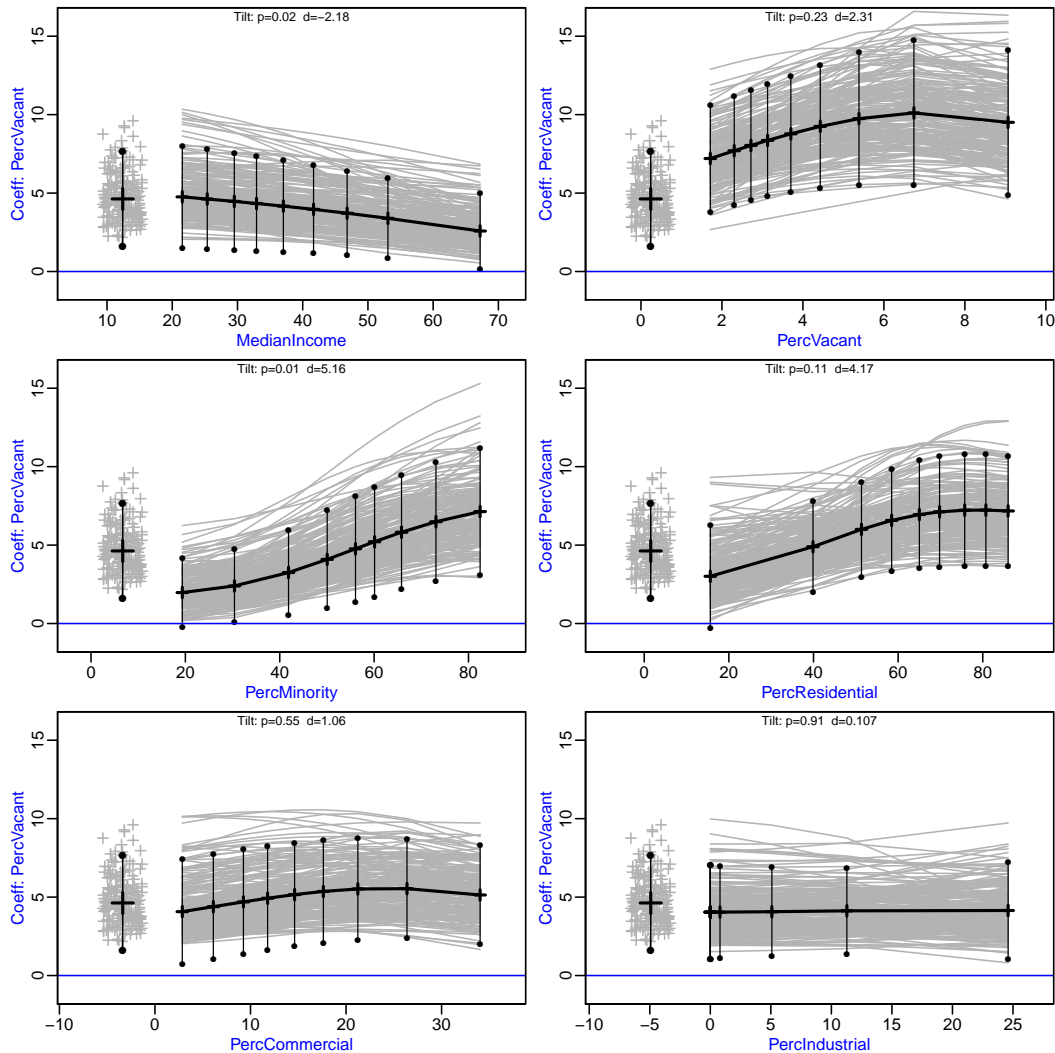 Tilt: p=0.02 d=−2.18
Coeff: PercVacant
0 5 10 15
10 20 30 40 50 60 70
MedianIncome
Tilt: p=0.23 d=2.31
Coeff: PercVacant
0 5 10 15
0 2 4 6 8 10
PercVacant
Tilt: p=0.01 d=5.16
Coeff: PercVacant
0 5 10 15
0 20 40 60 80
PercMinority
Tilt: p=0.11 d=4.17
Coeff: PercVacant
0 5 10 15
0 20 40 60 80
PercResidential
Tilt: p=0.55 d=1.06
Coeff: PercVacant
0 5 10 15
−10 0 10 20 30
PercCommercial
Tilt: p=0.91 d=0.107
Coeff: PercVacant
0 5 10 15
−10 −5 0 5 10 15 20 25
PercIndustrial